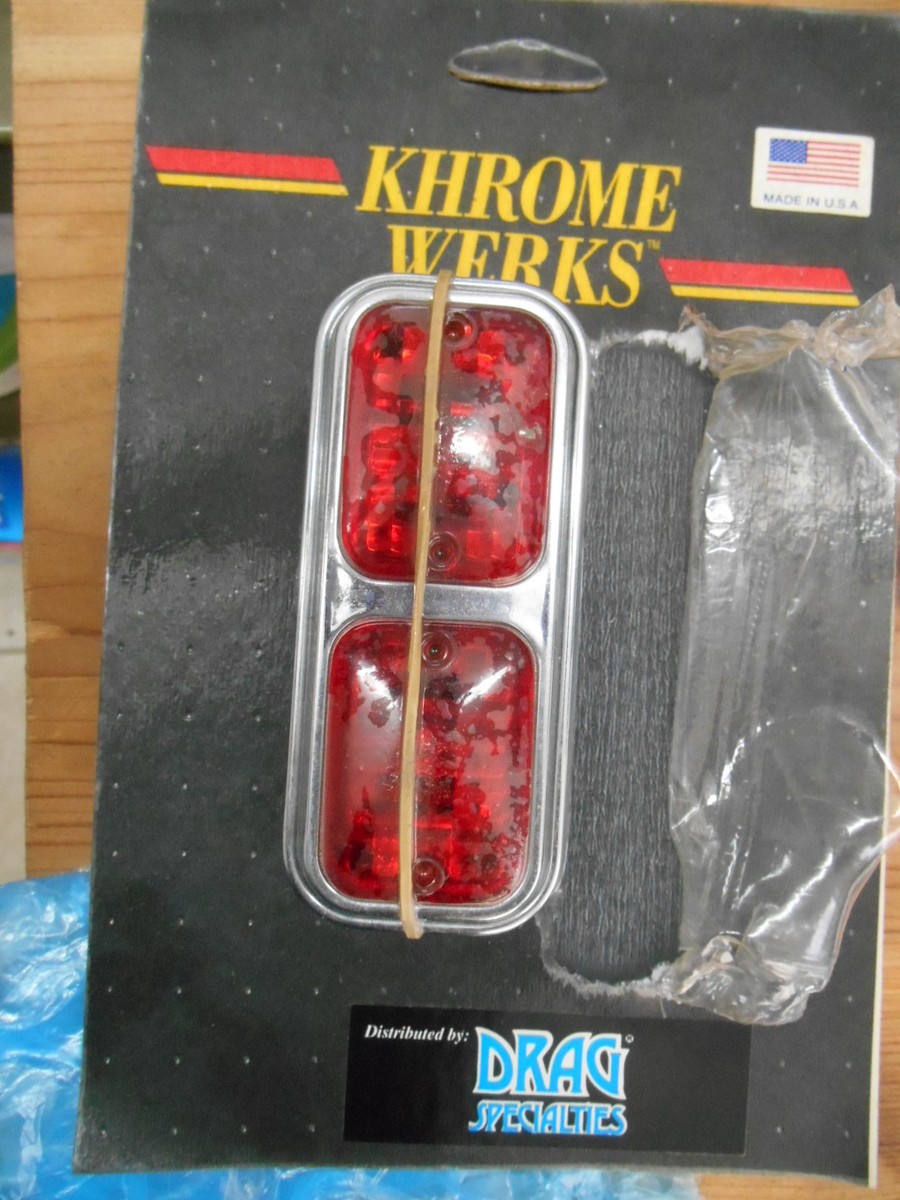 KHROME
WERKS™
MADE IN U.S.A
Distributed by:
DRAG®
SPECIALTIES